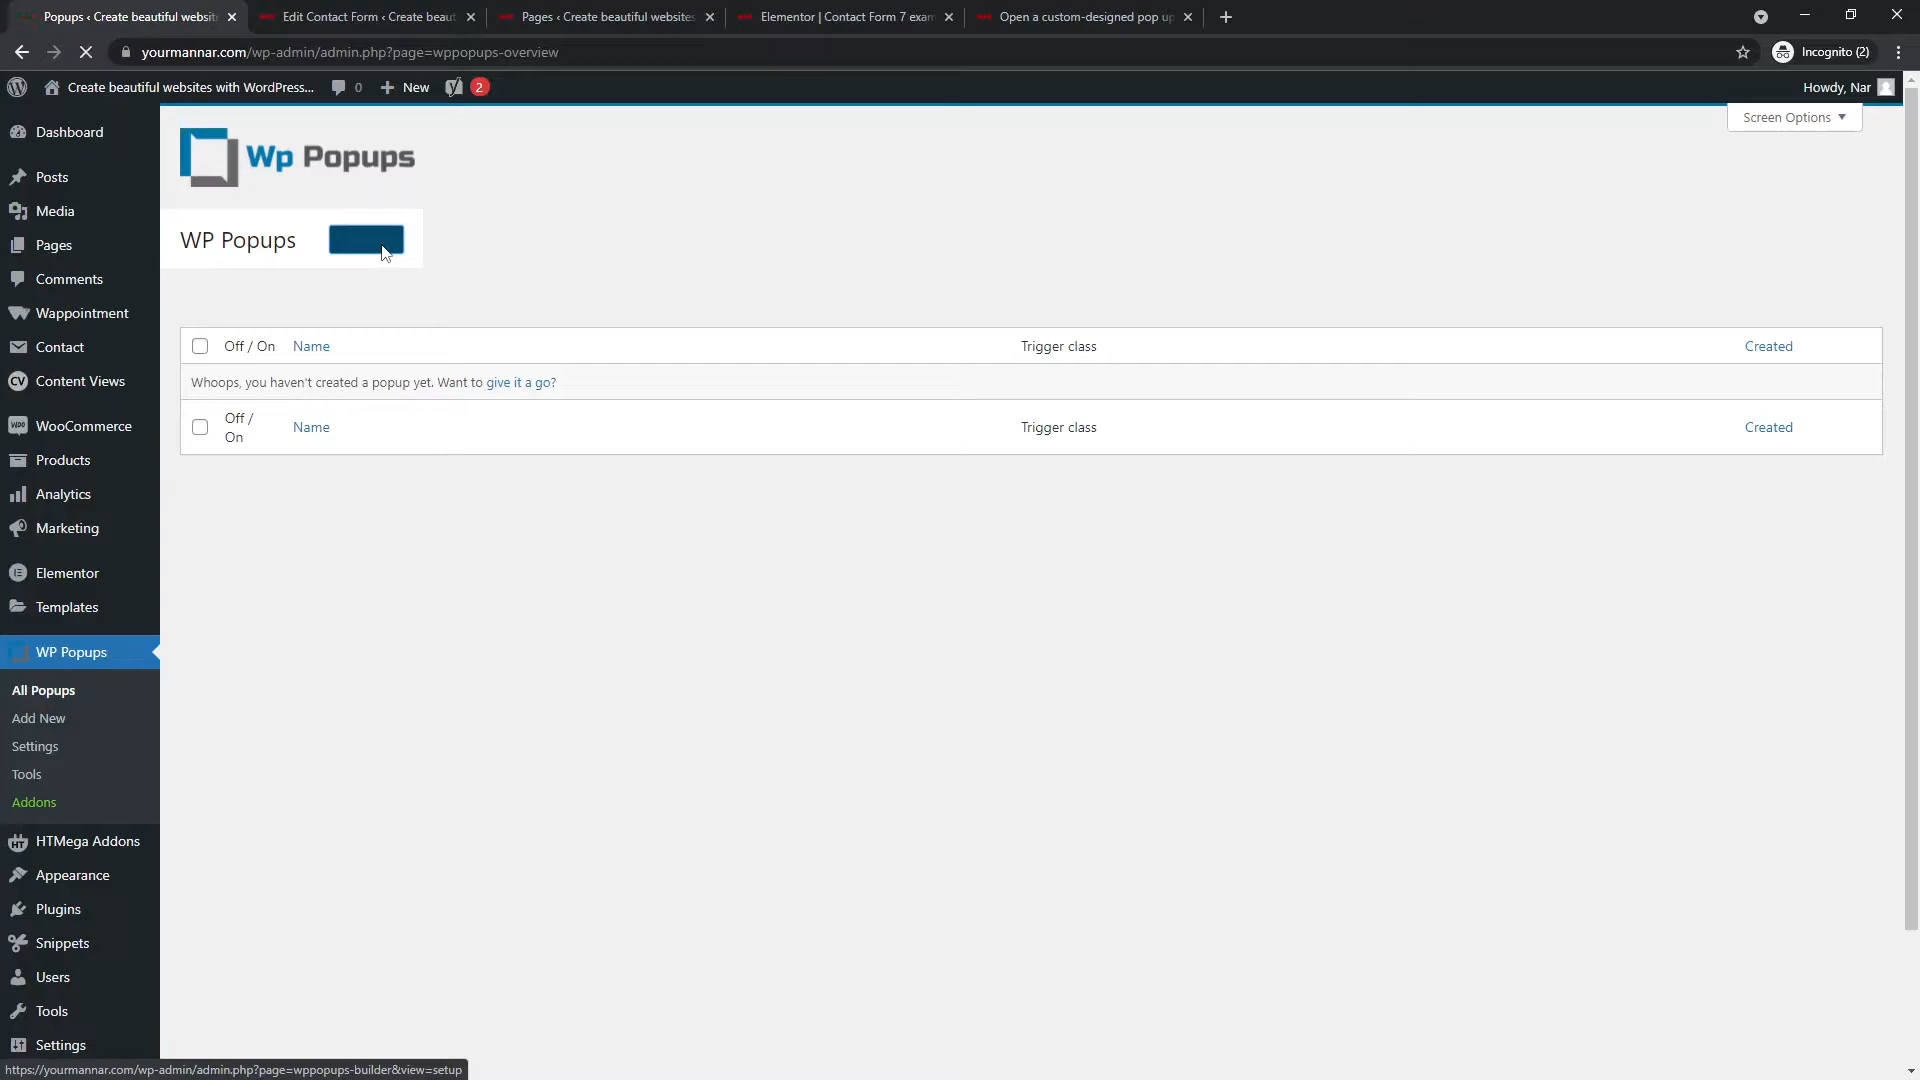 Popups ‹ Create beautiful websit
Edit Contact Form ‹ Create beaut
Pages ‹ Create beautiful websites
Elementor | Contact Form 7 exam
Open a custom-designed pop up
yourmannar.com/wp-admin/admin.php?page=wppopups-overview
Incognito (2)
Create beautiful websites with WordPress...
0
New
2
Howdy, Nar
Screen Options
Wp Popups
WP Popups
Off / On
Name
Trigger class
Created
Whoops, you haven't created a popup yet. Want to give it a go?
Off /
On
Name
Trigger class
Created
Dashboard
Posts
Media
Pages
Comments
Wappointment
Contact
CV
Content Views
WOO
WooCommerce
Products
Analytics
Marketing
Elementor
Templates
WP Popups
All Popups
Add New
Settings
Tools
Addons
HT
HTMega Addons
Appearance
Plugins
Snippets
Users
Tools
Settings
https://yourmannar.com/wp-admin/admin.php?page=wppopups-builder&view=setup